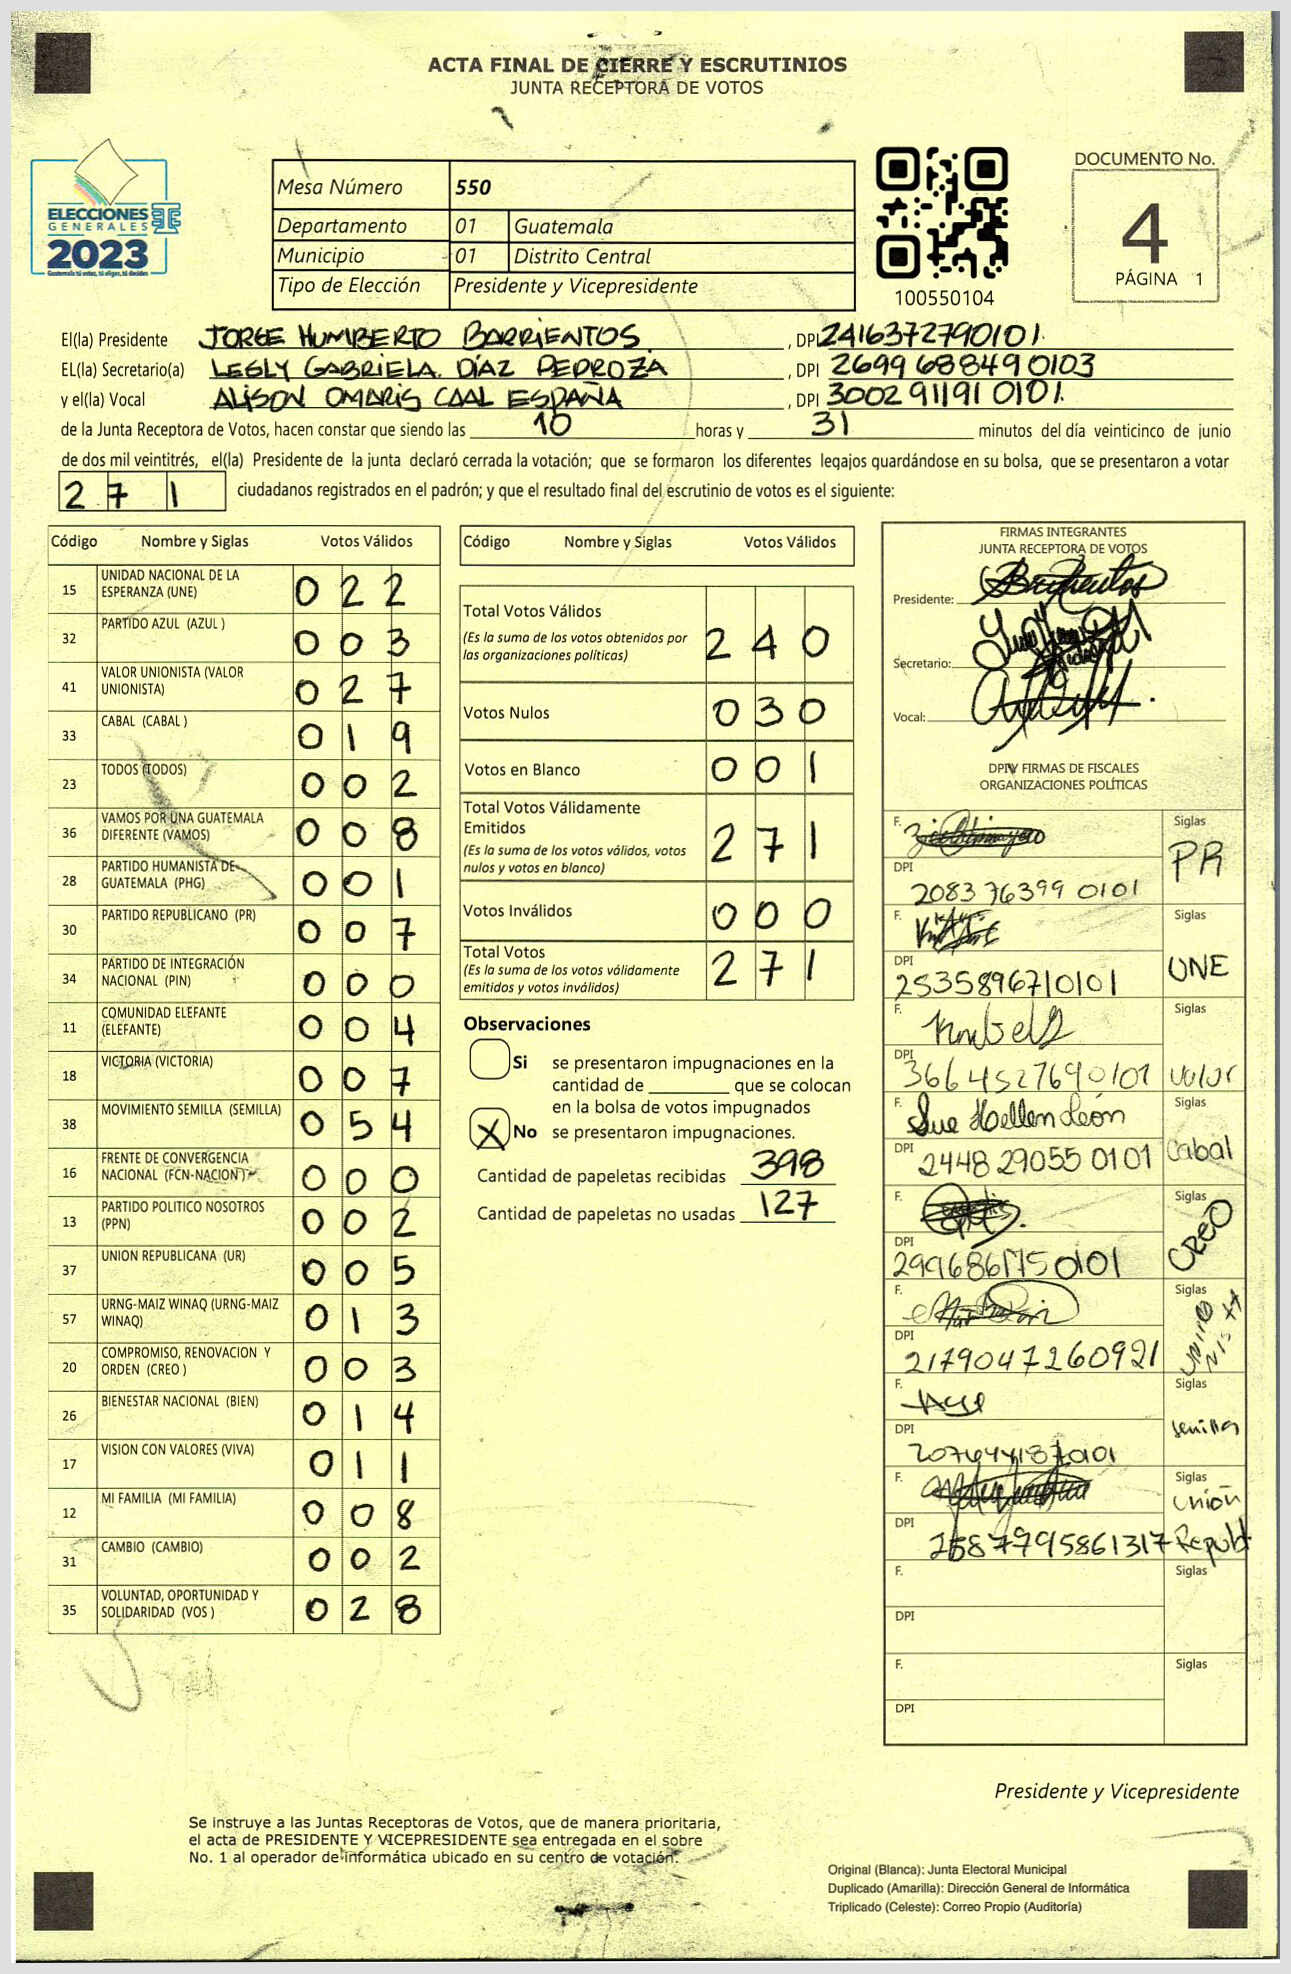 ACTA FINAL DE CIERRE Y ESCRUTINIOS
JUNTA RECEPTORA DE VOTOS
ELECCIONES
GENERALES
2023
Guatemala tú votas, tú eliges, tú decides
Mesa Número 550
Departamento 01 Guatemala
Municipio 01 Distrito Central
Tipo de Elección Presidente y Vicepresidente
100550104
DOCUMENTO No.
4
PÁGINA 1
El(la) Presidente JORGE HUMBERTO BARRIENTOS, DPI 2416372790101
EL(la) Secretario(a) LESLY GABRIELA DÍAZ PEDROZA, DPI 2699688490103
y el(la) Vocal ALISON OMARIS CAAL ESPAÑA, DPI 3002911910101
de la Junta Receptora de Votos, hacen constar que siendo las 10 horas y 31 minutos del día veinticinco de junio
de dos mil veintitrés, el(la) Presidente de la junta declaró cerrada la votación; que se formaron los diferentes legajos guardándose en su bolsa, que se presentaron a votar
271 ciudadanos registrados en el padrón; y que el resultado final del escrutinio de votos es el siguiente:
Código Nombre y Siglas Votos Válidos
15 UNIDAD NACIONAL DE LA ESPERANZA (UNE) 022
32 PARTIDO AZUL (AZUL ) 003
41 VALOR UNIONISTA (VALOR UNIONISTA) 027
33 CABAL (CABAL ) 019
23 TODOS (TODOS) 002
36 VAMOS POR UNA GUATEMALA DIFERENTE (VAMOS) 008
28 PARTIDO HUMANISTA DE GUATEMALA (PHG) 001
30 PARTIDO REPUBLICANO (PR) 007
34 PARTIDO DE INTEGRACIÓN NACIONAL (PIN) 000
11 COMUNIDAD ELEFANTE (ELEFANTE) 004
18 VICTORIA (VICTORIA) 007
38 MOVIMIENTO SEMILLA (SEMILLA) 054
16 FRENTE DE CONVERGENCIA NACIONAL (FCN-NACION) 000
13 PARTIDO POLITICO NOSOTROS (PPN) 002
37 UNION REPUBLICANA (UR) 005
57 URNG-MAIZ WINAQ (URNG-MAIZ WINAQ) 013
20 COMPROMISO, RENOVACION Y ORDEN (CREO ) 003
26 BIENESTAR NACIONAL (BIEN) 014
17 VISION CON VALORES (VIVA) 011
12 MI FAMILIA (MI FAMILIA) 008
31 CAMBIO (CAMBIO) 002
35 VOLUNTAD, OPORTUNIDAD Y SOLIDARIDAD (VOS ) 028
Código Nombre y Siglas Votos Válidos
Total Votos Válidos 240
(Es la suma de los votos obtenidos por
las organizaciones políticas)
Votos Nulos 030
Votos en Blanco 001
Total Votos Válidamente
Emitidos 271
(Es la suma de los votos válidos, votos
nulos y votos en blanco)
Votos Inválidos 000
Total Votos 271
(Es la suma de los votos válidamente
emitidos y votos inválidos)
Observaciones
Si se presentaron impugnaciones en la
cantidad de ________ que se colocan
en la bolsa de votos impugnados
X No se presentaron impugnaciones.
Cantidad de papeletas recibidas 398
Cantidad de papeletas no usadas 127
FIRMAS INTEGRANTES
JUNTA RECEPTORA DE VOTOS
Presidente:
Secretario:
Vocal:
DPI Y FIRMAS DE FISCALES
ORGANIZACIONES POLÍTICAS
F. Siglas PR
DPI 2083763990101
F. Siglas UNE
DPI 2535896710101
F. Siglas Valor
DPI 3664527690101
F. Sue Hellen León Siglas Cabal
DPI 2448290550101
F. Siglas CREO
DPI 2996861750101
F. Siglas UNIONISTA
DPI 2179047260921
F. Siglas Semilla
DPI
F. Siglas Unión Republ
DPI 2587995861317
F. Siglas
DPI
F. Siglas
DPI
Presidente y Vicepresidente
Se instruye a las Juntas Receptoras de Votos, que de manera prioritaria,
el acta de PRESIDENTE Y VICEPRESIDENTE sea entregada en el sobre
No. 1 al operador de informática ubicado en su centro de votación.
Original (Blanca): Junta Electoral Municipal
Duplicado (Amarilla): Dirección General de Informática
Triplicado (Celeste): Correo Propio (Auditoría)